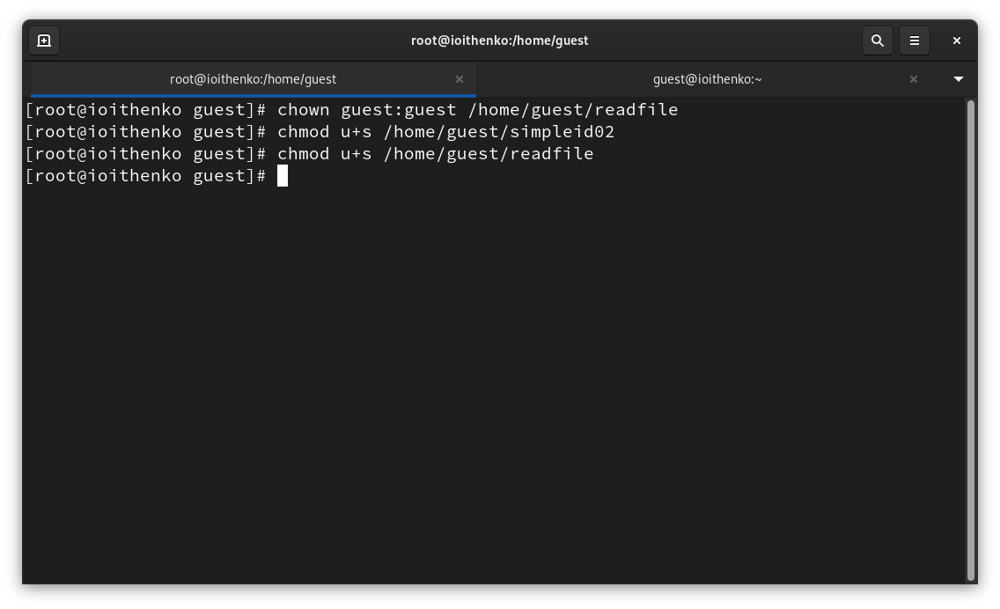 root@ioithenko:/home/guest
root@ioithenko:/home/guest
guest@ioithenko:~
[root@ioithenko guest]# chown guest:guest /home/guest/readfile
[root@ioithenko guest]# chmod u+s /home/guest/simpleid02
[root@ioithenko guest]# chmod u+s /home/guest/readfile
[root@ioithenko guest]#